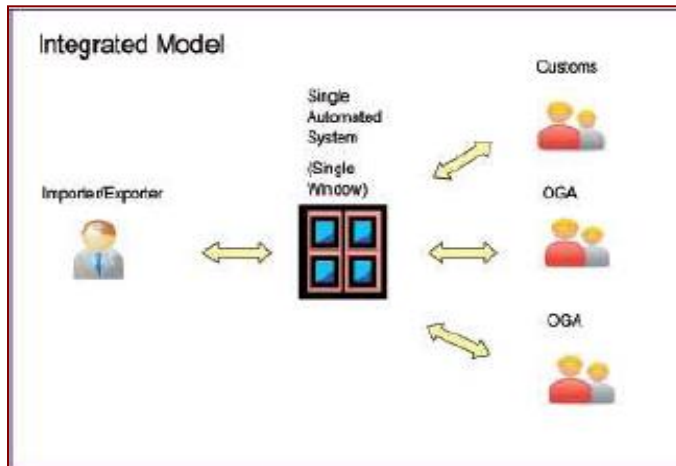 Integrated Model
Customs
Single
Automated
System
(Single
Window)
Importer/Exporter
OGA
OGA